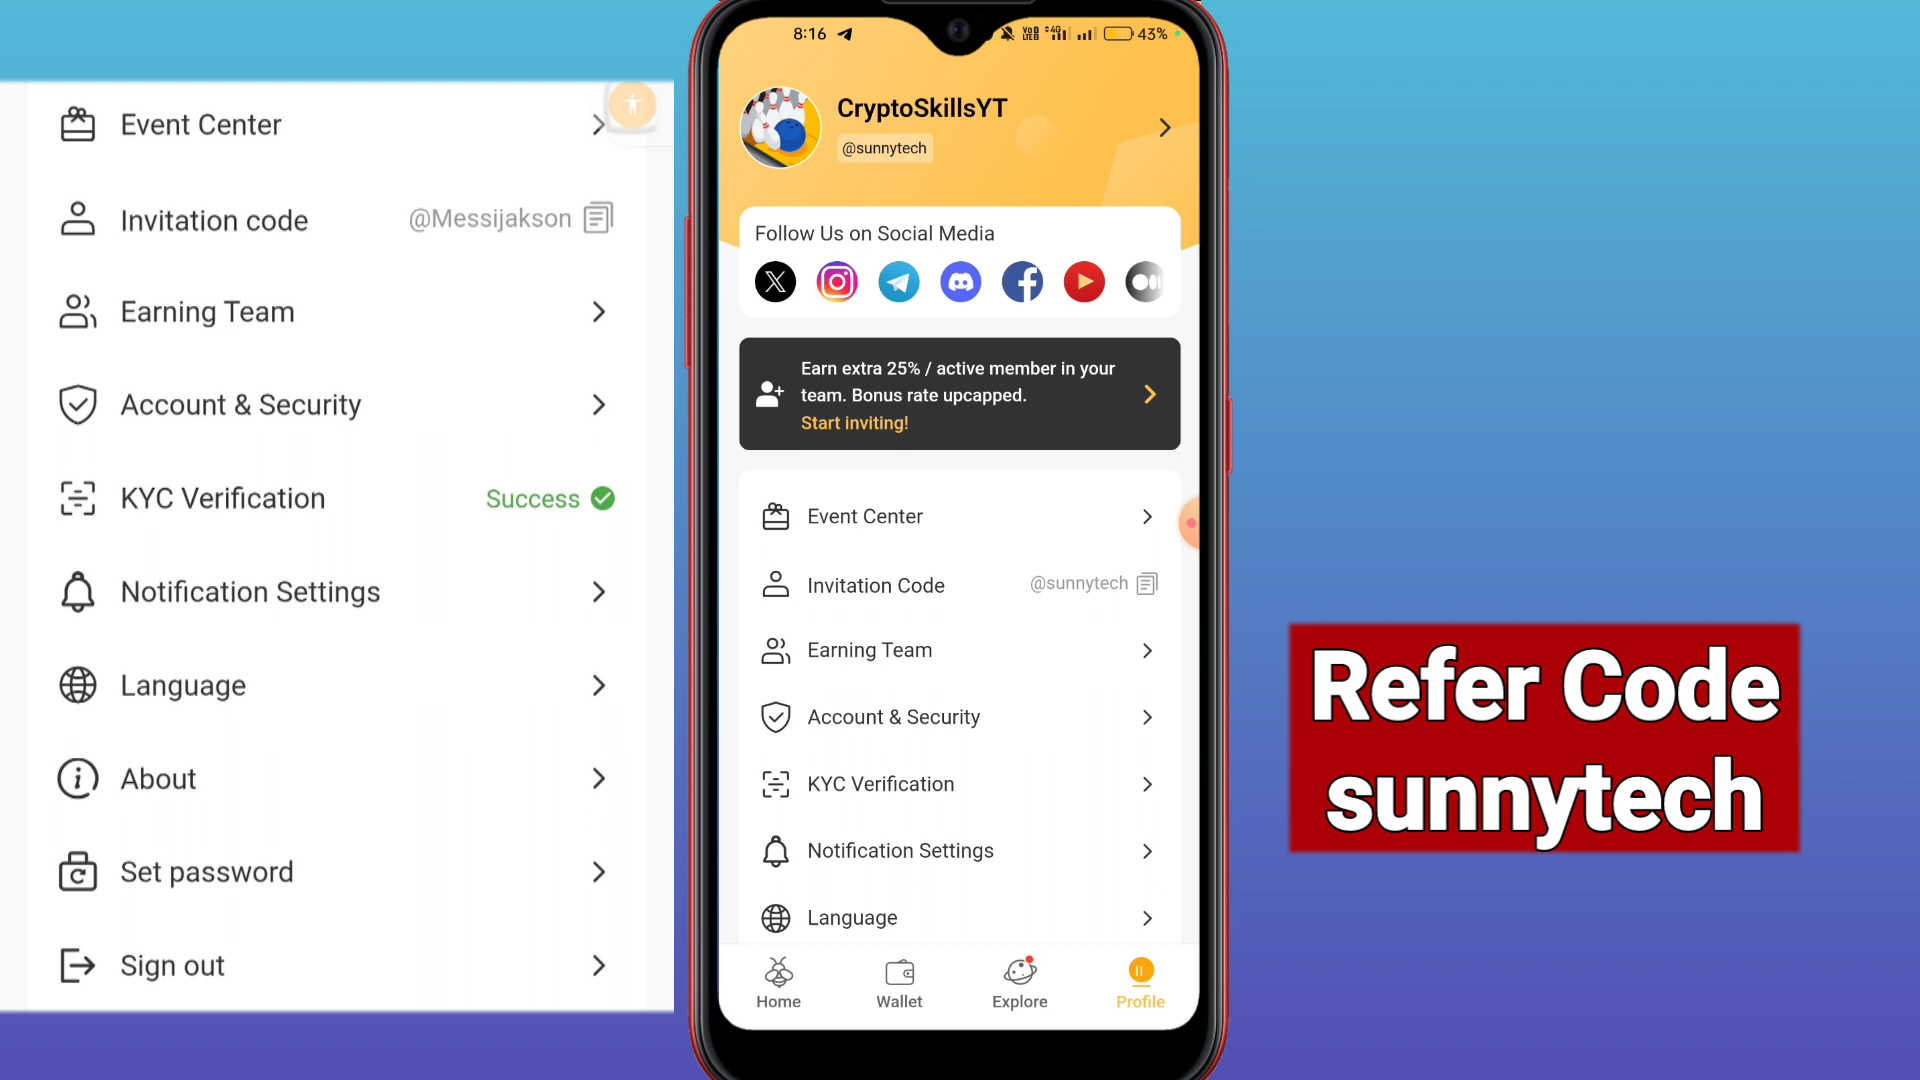 Event Center
Invitation code @Messijakson
Earning Team
Account & Security
KYC Verification Success
Notification Settings
Language
About
Set password
Sign out
8:16 VoD LTED 4G 43%
CryptoSkillsYT
@sunnytech
Follow Us on Social Media
Earn extra 25% / active member in your
team. Bonus rate upcapped.
Start inviting!
Event Center
Invitation Code @sunnytech
Earning Team
Account & Security
KYC Verification
Notification Settings
Language
Home Wallet Explore Profile
Refer Code
sunnytech